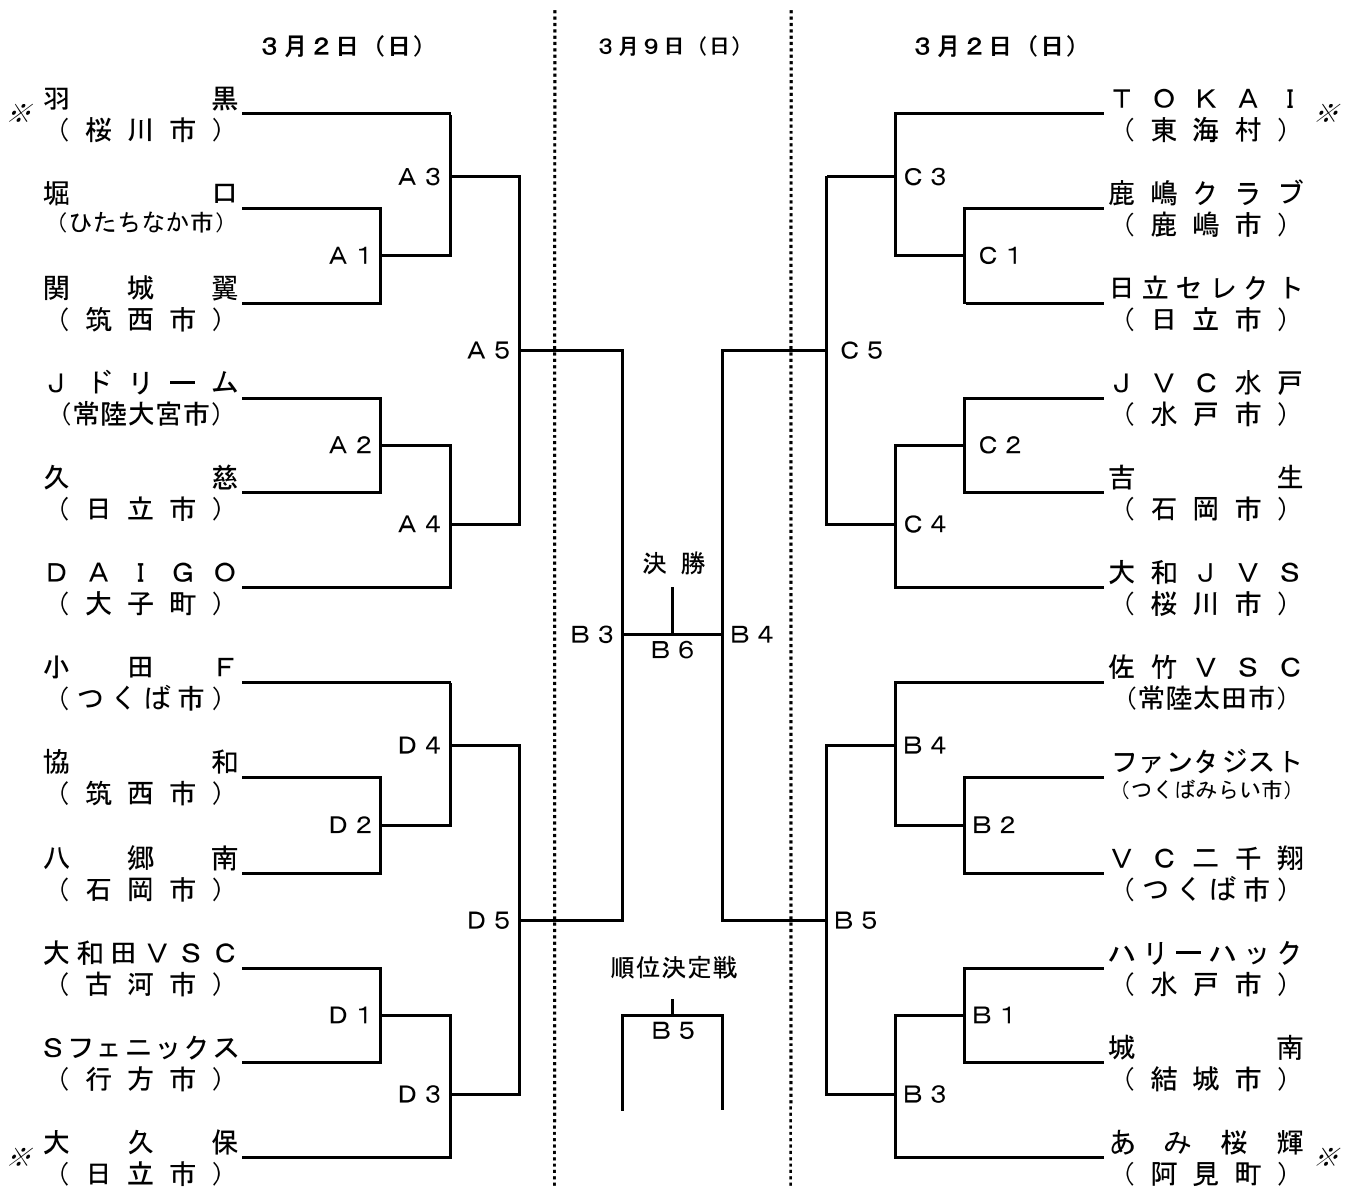 ３月２日（日）
３月９日（日）
３月２日（日）
※
羽黒
（桜川市）
堀口
（ひたちなか市）
関城翼
（筑西市）
Ｊドリーム
（常陸大宮市）
久慈
（日立市）
ＤＡＩＧＯ
（大子町）
小田Ｆ
（つくば市）
協和
（筑西市）
八郷南
（石岡市）
大和田ＶＳＣ
（古河市）
Ｓフェニックス
（行方市）
※
大久保
（日立市）
Ａ３
Ａ１
Ａ５
Ａ２
Ａ４
Ｄ４
Ｄ２
Ｄ５
Ｄ１
Ｄ３
決勝
Ｂ３
Ｂ４
Ｂ６
順位決定戦
Ｂ５
Ｃ３
Ｃ１
Ｃ５
Ｃ２
Ｃ４
Ｂ４
Ｂ２
Ｂ５
Ｂ１
Ｂ３
ＴＯＫＡＩ
（東海村）
※
鹿嶋クラブ
（鹿嶋市）
日立セレクト
（日立市）
ＪＶＣ水戸
（水戸市）
吉生
（石岡市）
大和ＪＶＳ
（桜川市）
佐竹ＶＳＣ
（常陸太田市）
ファンタジスト
（つくばみらい市）
ＶＣ二千翔
（つくば市）
ハリーハック
（水戸市）
城南
（結城市）
あみ桜輝
（阿見町）
※